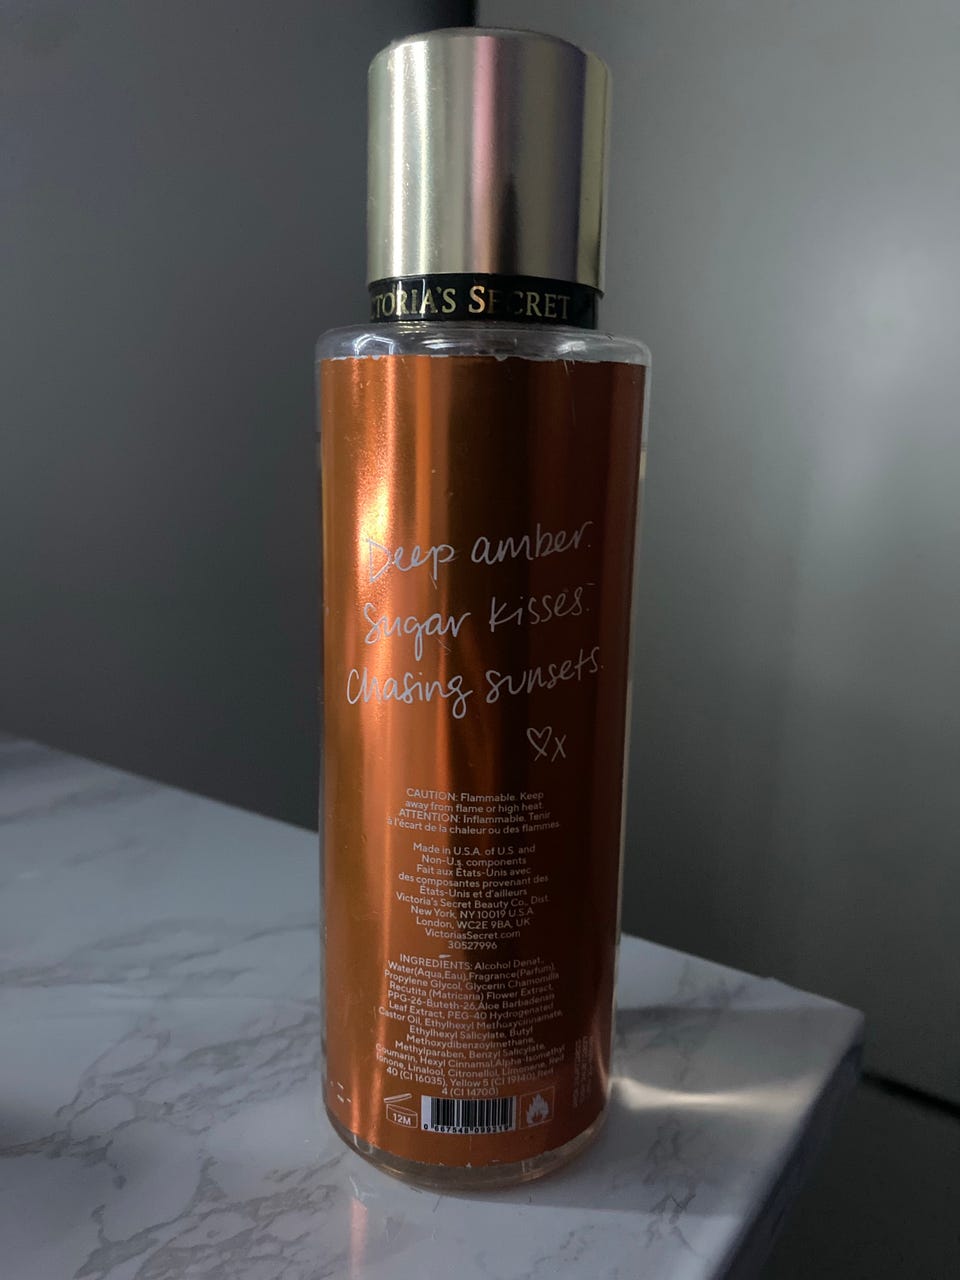 VICTORIA'S SECRET
Deep amber.
Sugar kisses.
Chasing sunsets.
♡x
CAUTION: Flammable. Keep
away from flame or high heat
ATTENTION: Inflammable. Tenir
à l'écart de la chaleur ou des flammes.
Made in U.S.A. of U.S. and
Non-U.s. components
Fait aux États-Unis avec
des composantes provenant des
États-Unis et d'ailleurs
Victoria's Secret Beauty Co., Dist.
New York, NY 10019 U.S.A
London, WC2E 9BA, UK
VictoriasSecret.com
30527996
INGREDIENTS: Alcohol Denat.,
Water(Aqua,Eau),Fragrance(Parfum),
Propylene Glycol, Glycerin Chamomilla
Recutita (Matricaria) Flower Extract,
PPG-26-Buteth-26,Aloe Barbadensis
Leaf Extract, PEG-40 Hydrogenated
Castor Oil, Ethylhexyl Methoxycinnamate,
Ethylhexyl Salicylate, Butyl
Methoxydibenzoylmethane,
Methylparaben, Benzyl Salicylate,
Coumarin, Hexyl Cinnamal,Alpha-Isomethyl
Ionone, Linalool, Citronellol, Limonene, Red
40 (CI 16035), Yellow 5 (CI 19140),Red
4 (CI 14700)
12M
0 667548 09921